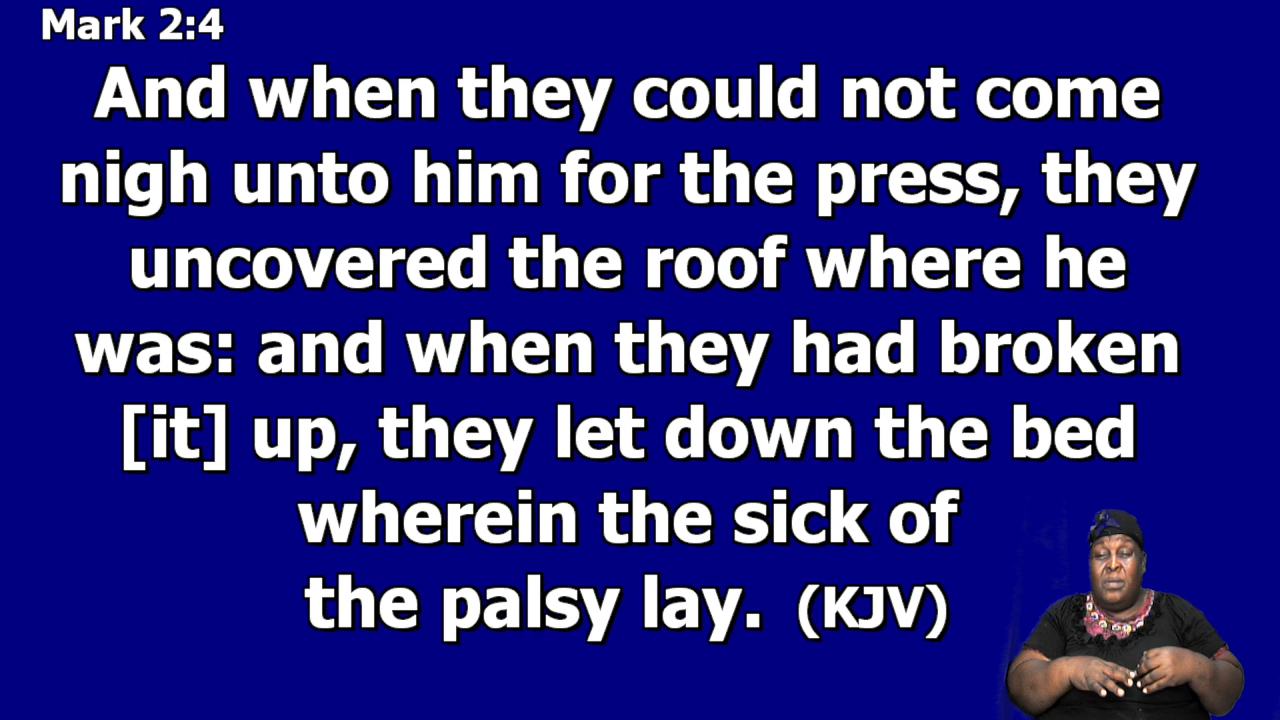 Mark 2:4
And when they could not come
nigh unto him for the press, they
uncovered the roof where he
was: and when they had broken
[it] up, they let down the bed
wherein the sick of
the palsy lay. (KJV)